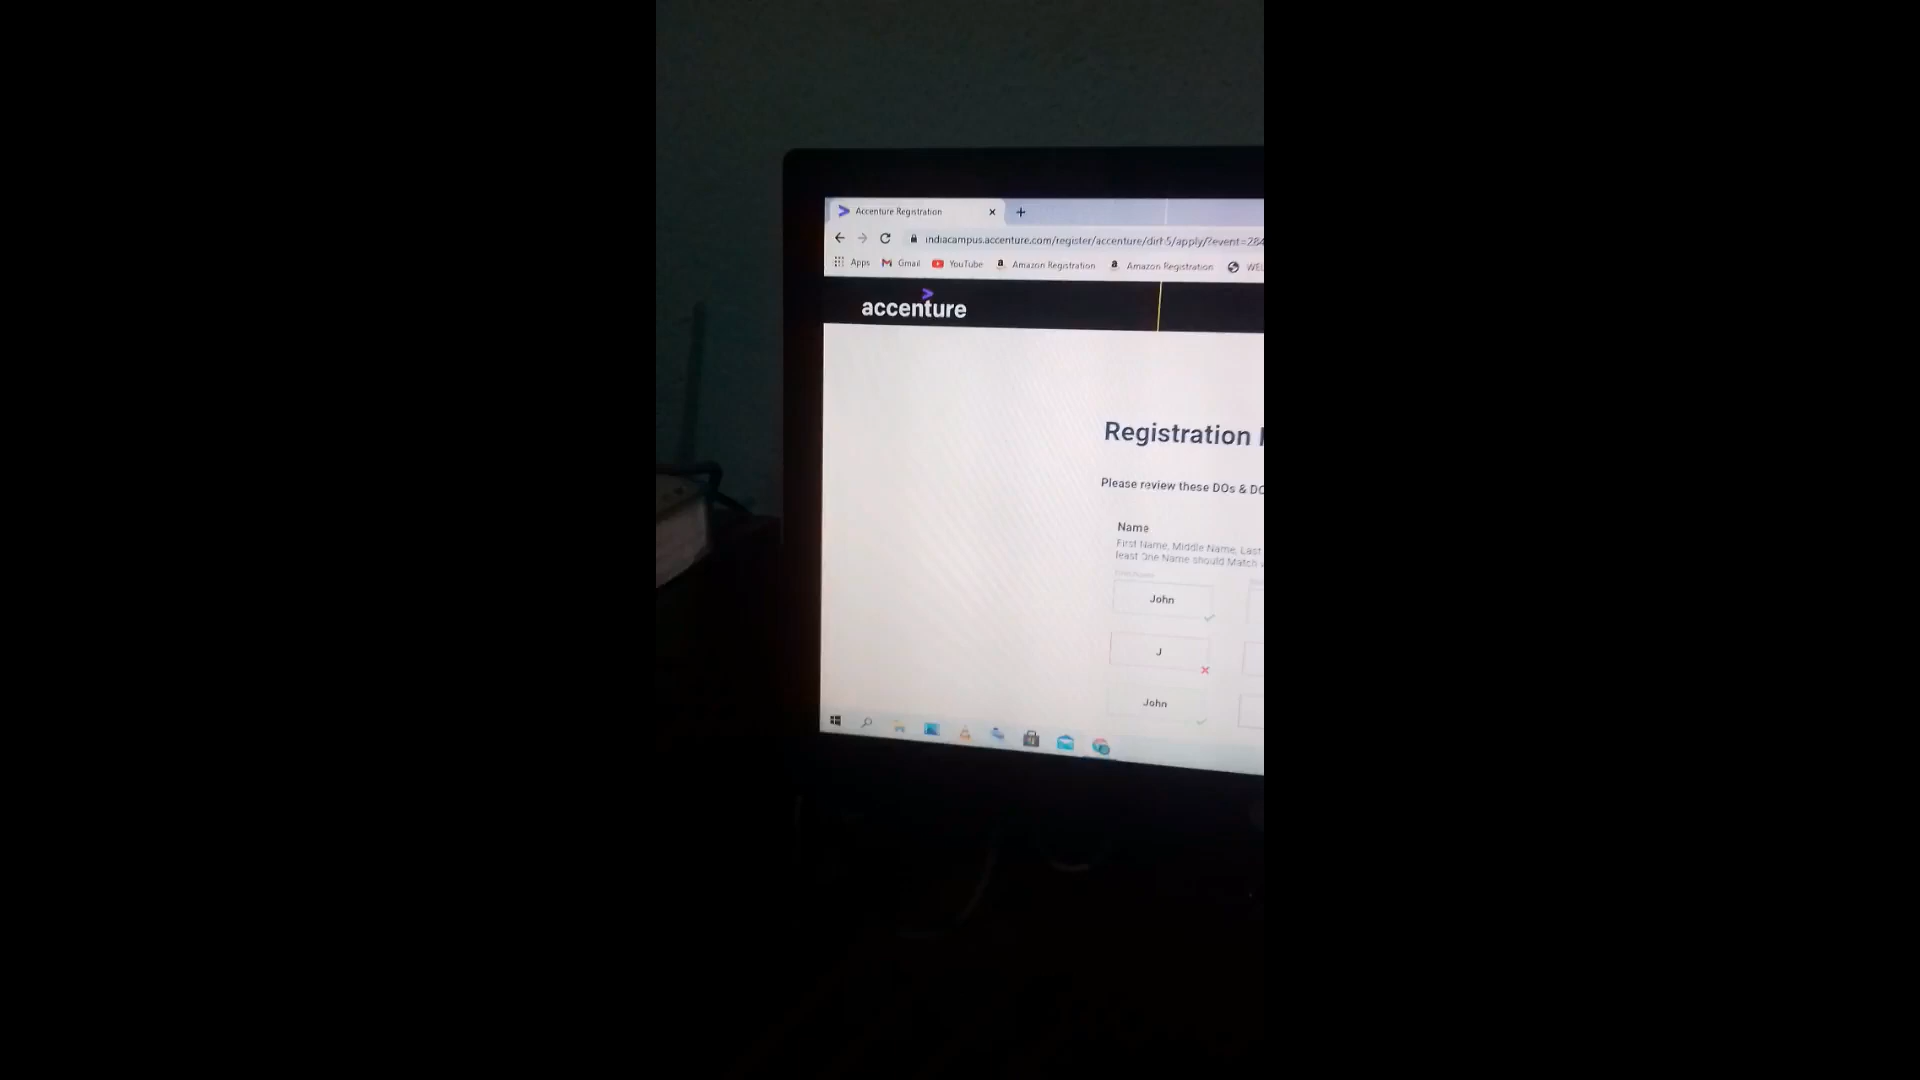 Accenture Registration
indiacampus.accenture.com/register/accenture/dirt-5/apply/?event=284
Apps Gmail YouTube Amazon Registration Amazon Registration WEL
accenture
Registration
Please review these DOs & DO
Name
First Name, Middle Name, Last
least One Name should Match
John
J
John